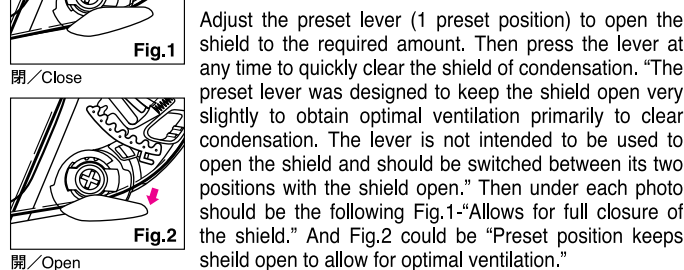 Fig.1
閉／Close
Fig.2
開／Open
Adjust the preset lever (1 preset position) to open the
shield to the required amount. Then press the lever at
any time to quickly clear the shield of condensation. “The
preset lever was designed to keep the shield open very
slightly to obtain optimal ventilation primarily to clear
condensation. The lever is not intended to be used to
open the shield and should be switched between its two
positions with the shield open.” Then under each photo
should be the following Fig.1-“Allows for full closure of
the shield.” And Fig.2 could be “Preset position keeps
sheild open to allow for optimal ventilation.”